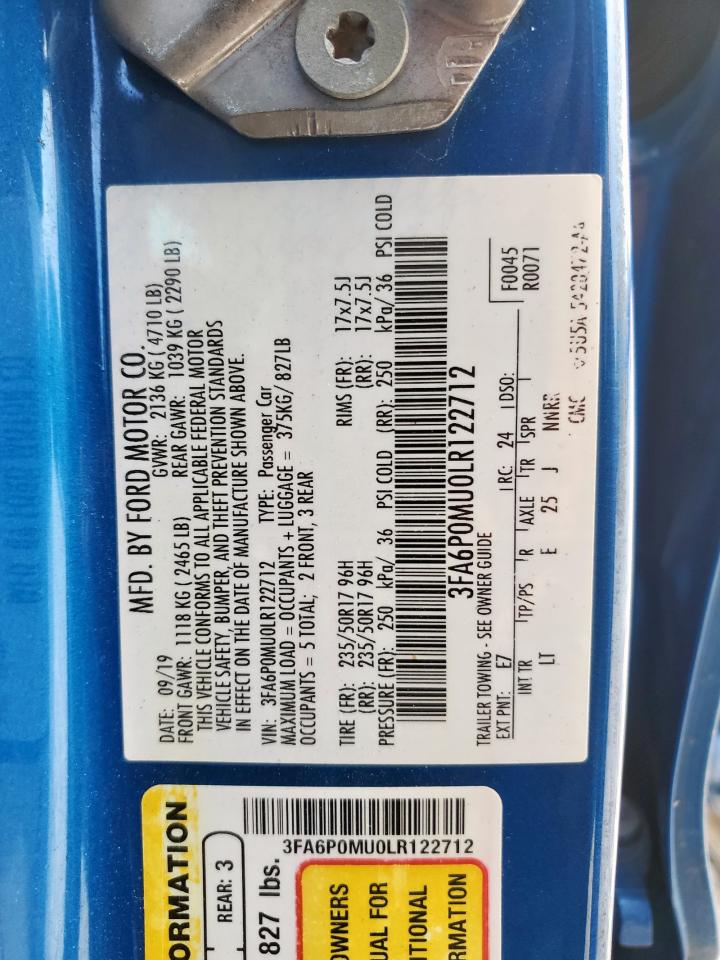 MFD. BY FORD MOTOR CO.
DATE: 09/19 GVWR: 2136 KG ( 4710 LB)
FRONT GAWR: 1118 KG ( 2465 LB) REAR GAWR: 1039 KG ( 2290 LB)
THIS VEHICLE CONFORMS TO ALL APPLICABLE FEDERAL MOTOR
VEHICLE SAFETY, BUMPER, AND THEFT PREVENTION STANDARDS
IN EFFECT ON THE DATE OF MANUFACTURE SHOWN ABOVE.
VIN: 3FA6P0MU0LR122712 TYPE: Passenger Car
MAXIMUM LOAD = OCCUPANTS + LUGGAGE = 375KG/ 827LB
OCCUPANTS = 5 TOTAL; 2 FRONT, 3 REAR
TIRE (FR): 235/50R17 96H RIMS (FR): 17x7.5J
(RR): 235/50R17 96H (RR): 17x7.5J
PRESSURE (FR): 250 kPa/ 36 PSI COLD (RR): 250 kPa/ 36 PSI COLD
3FA6P0MU0LR122712
TRAILER TOWING - SEE OWNER GUIDE F0045
R0071
EXT PNT: E7 RC: 24 DSO:
INT TR TP/PS R AXLE TR SPR
LT E 25 J NNRR
CMC
3FA6P0MU0LR122712
ORMATION
REAR: 3
827 lbs.
OWNERS
UAL FOR
ITIONAL
RMATION